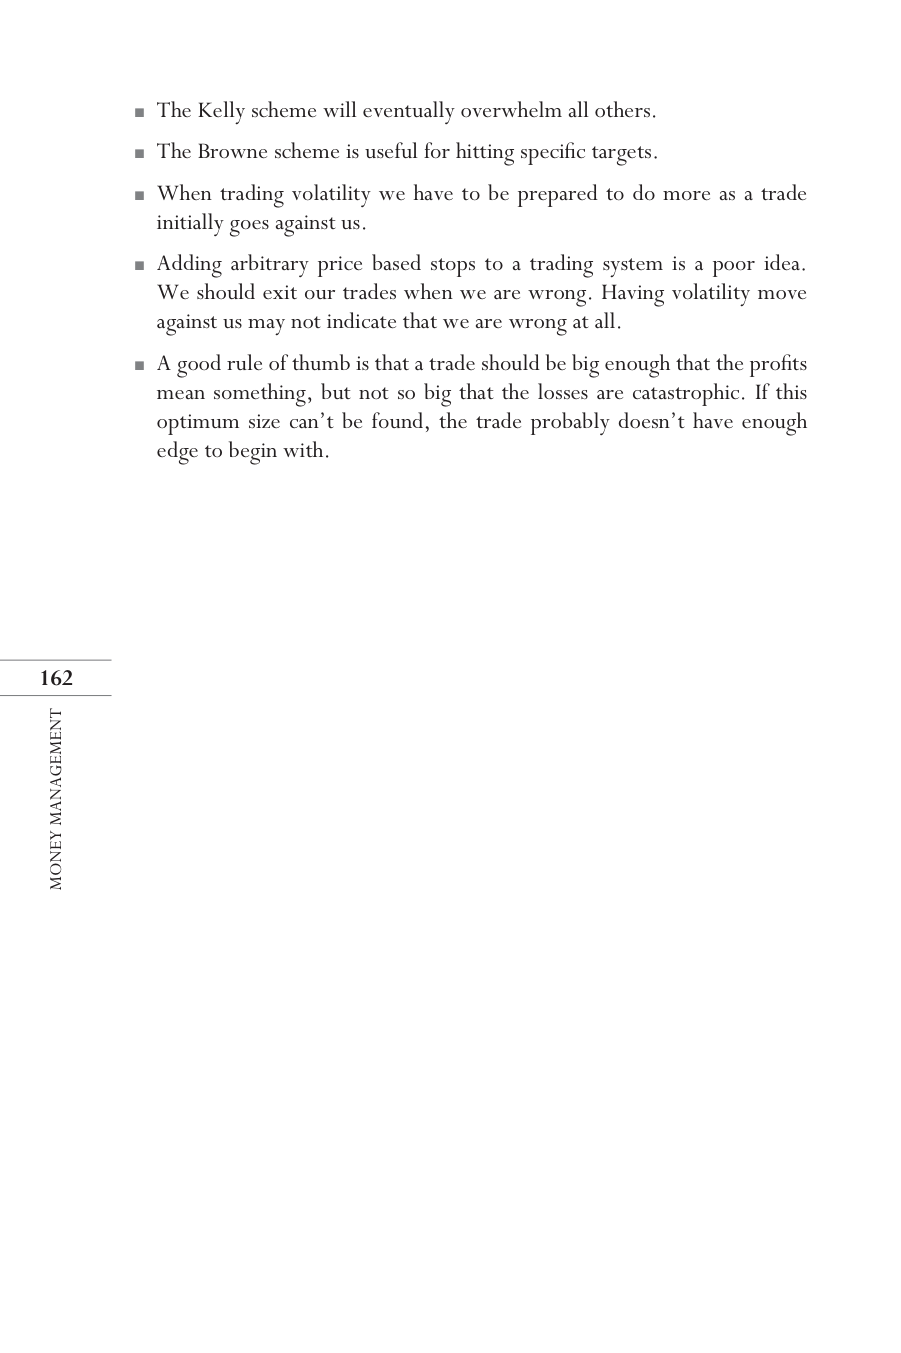 ▪ The Kelly scheme will eventually overwhelm all others.
▪ The Browne scheme is useful for hitting specific targets.
▪ When trading volatility we have to be prepared to do more as a trade
initially goes against us.
▪ Adding arbitrary price based stops to a trading system is a poor idea.
We should exit our trades when we are wrong. Having volatility move
against us may not indicate that we are wrong at all.
▪ A good rule of thumb is that a trade should be big enough that the profits
mean something, but not so big that the losses are catastrophic. If this
optimum size can’t be found, the trade probably doesn’t have enough
edge to begin with.
162
MONEY MANAGEMENT